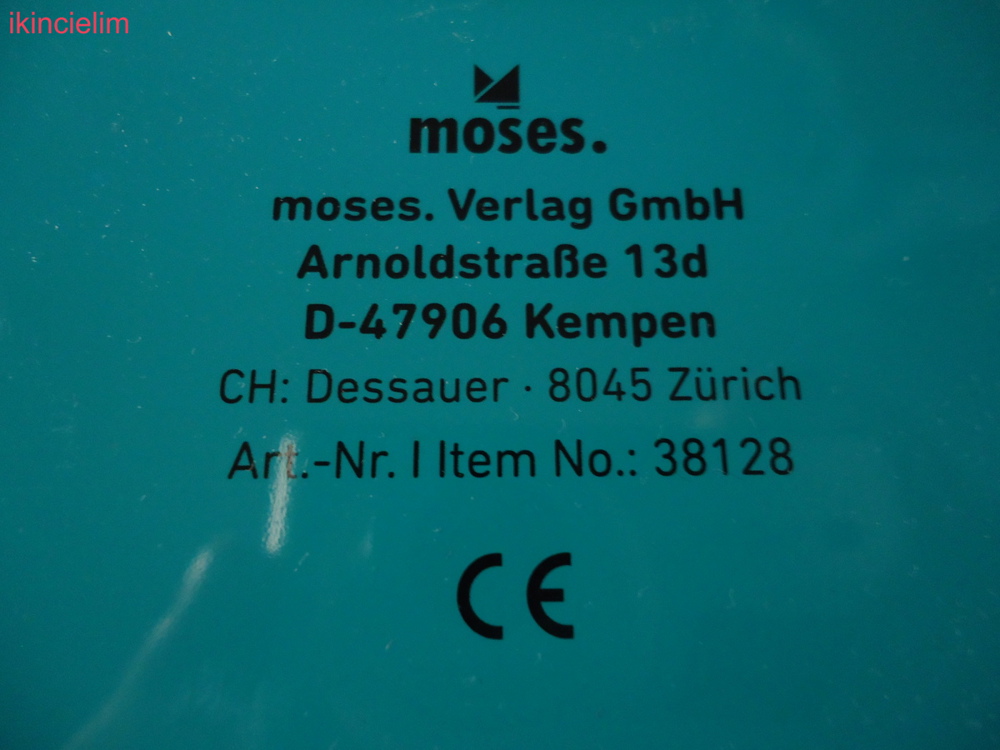 ikincielim
moses.
moses. Verlag GmbH
Arnoldstraße 13d
D-47906 Kempen
CH: Dessauer · 8045 Zürich
Art.-Nr. I Item No.: 38128
CE